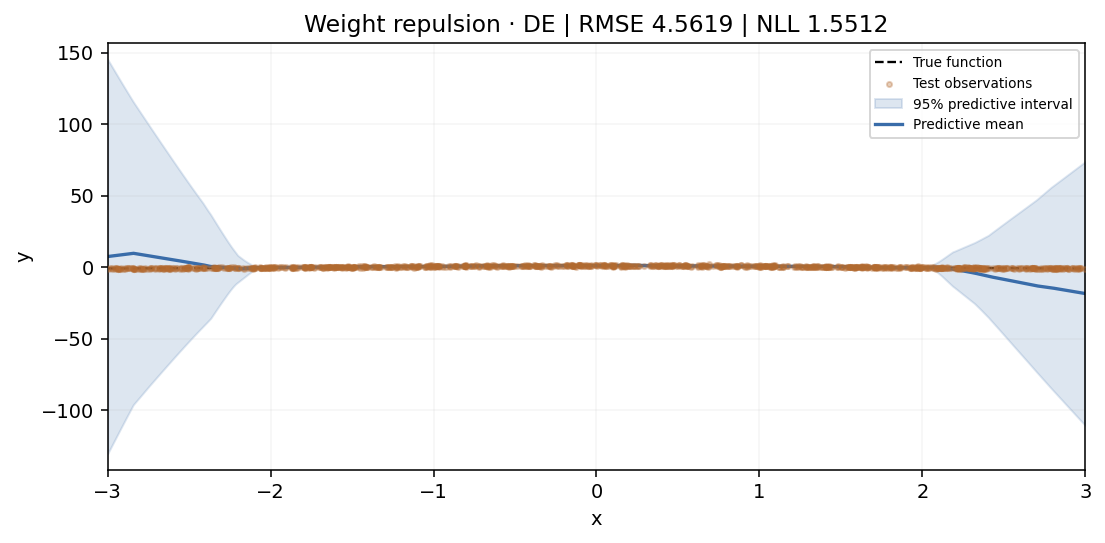 Weight repulsion · DE | RMSE 4.5619 | NLL 1.5512
True function
Test observations
95% predictive interval
Predictive mean
150
100
50
0
−50
−100
y
−3
−2
−1
0
1
2
3
x